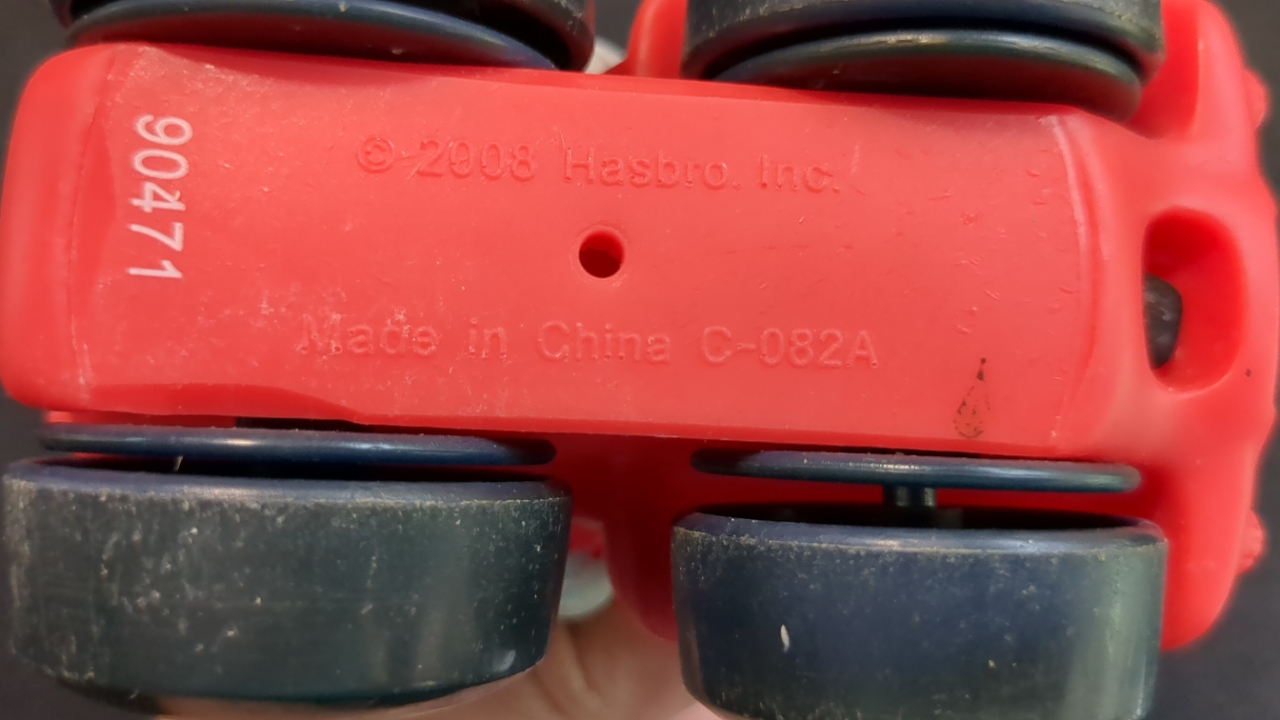 © 2008 Hasbro. Inc.
Made in China C-082A
90471